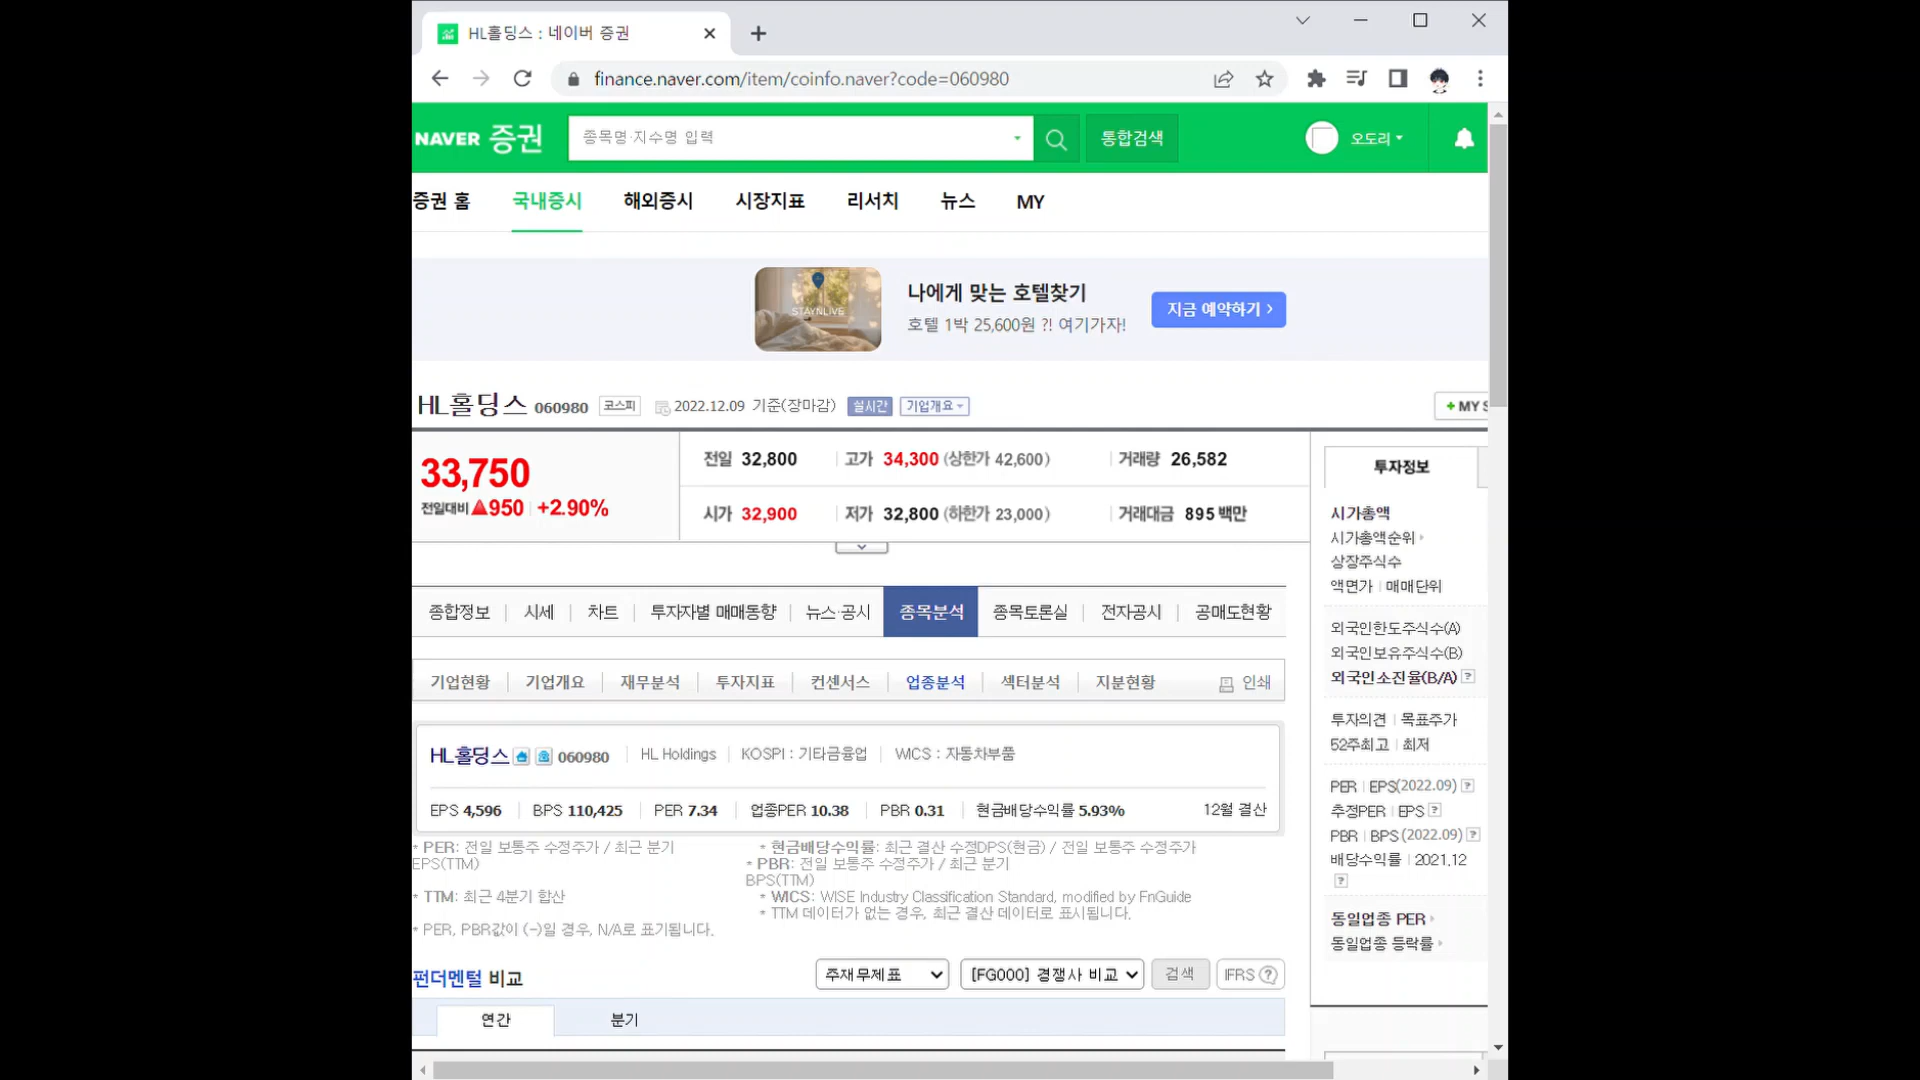 HL홀딩스 : 네이버 증권
finance.naver.com/item/coinfo.naver?code=060980
NAVER 증권
종목명·지수명 입력
통합검색
오도리
증권 홈 국내증시 해외증시 시장지표 리서치 뉴스 MY
STAYNLIVE
나에게 맞는 호텔찾기
호텔 1박 25,600원 ?! 여기가자!
지금 예약하기 >
HL홀딩스 060980 코스피 2022.12.09 기준(장마감) 실시간 기업개요
+ MY S
33,750
전일대비 ▲950 +2.90%
전일 32,800 고가 34,300 (상한가 42,600) 거래량 26,582
시가 32,900 저가 32,800 (하한가 23,000) 거래대금 895 백만
종합정보 시세 차트 투자자별 매매동향 뉴스·공시 종목분석 종목토론실 전자공시 공매도현황
기업현황 기업개요 재무분석 투자지표 컨센서스 업종분석 섹터분석 지분현황 인쇄
HL홀딩스 060980 HL Holdings KOSPI : 기타금융업 WICS : 자동차부품
EPS 4,596 BPS 110,425 PER 7.34 업종PER 10.38 PBR 0.31 현금배당수익률 5.93% 12월 결산
* PER: 전일 보통주 수정주가 / 최근 분기
EPS(TTM)
* TTM: 최근 4분기 합산
* PER, PBR값이 (-)일 경우, N/A로 표기됩니다.
* 현금배당수익률: 최근 결산 수정DPS(현금) / 전일 보통주 수정주가
* PBR: 전일 보통주 수정주가 / 최근 분기
BPS(TTM)
* WICS: WISE Industry Classification Standard, modified by FnGuide
* TTM 데이터가 없는 경우, 최근 결산 데이터로 표시됩니다.
펀더멘털 비교
주재무제표 [FG000] 경쟁사 비교 검색 IFRS ?
연간 분기
투자정보
시가총액
시가총액순위
상장주식수
액면가 매매단위
외국인한도주식수(A)
외국인보유주식수(B)
외국인소진율(B/A) ?
투자의견 목표주가
52주최고 최저
PER EPS(2022.09) ?
추정PER EPS ?
PBR BPS (2022.09) ?
배당수익률 2021.12
?
동일업종 PER
동일업종 등락률